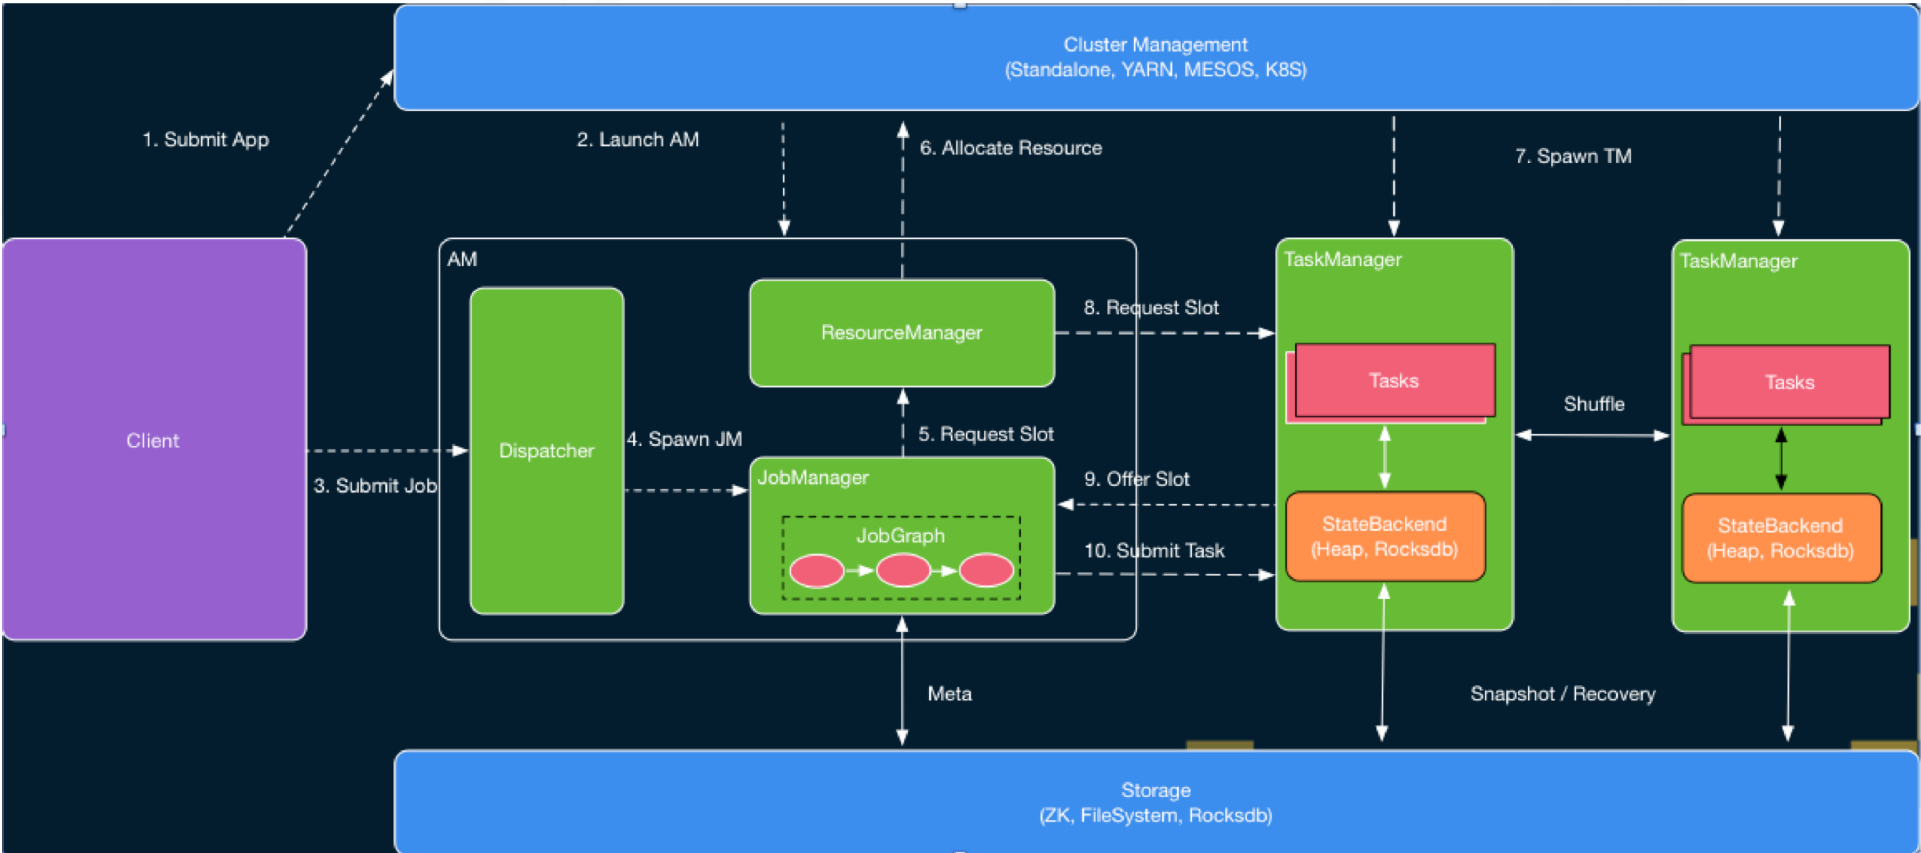 Cluster Management
(Standalone, YARN, MESOS, K8S)
1. Submit App
2. Launch AM
6. Allocate Resource
7. Spawn TM
Client
3. Submit Job
AM
Dispatcher
4. Spawn JM
ResourceManager
5. Request Slot
JobManager
JobGraph
8. Request Slot
9. Offer Slot
10. Submit Task
TaskManager
Tasks
StateBackend
(Heap, Rocksdb)
Shuffle
TaskManager
Tasks
StateBackend
(Heap, Rocksdb)
Meta
Snapshot / Recovery
Storage
(ZK, FileSystem, Rocksdb)